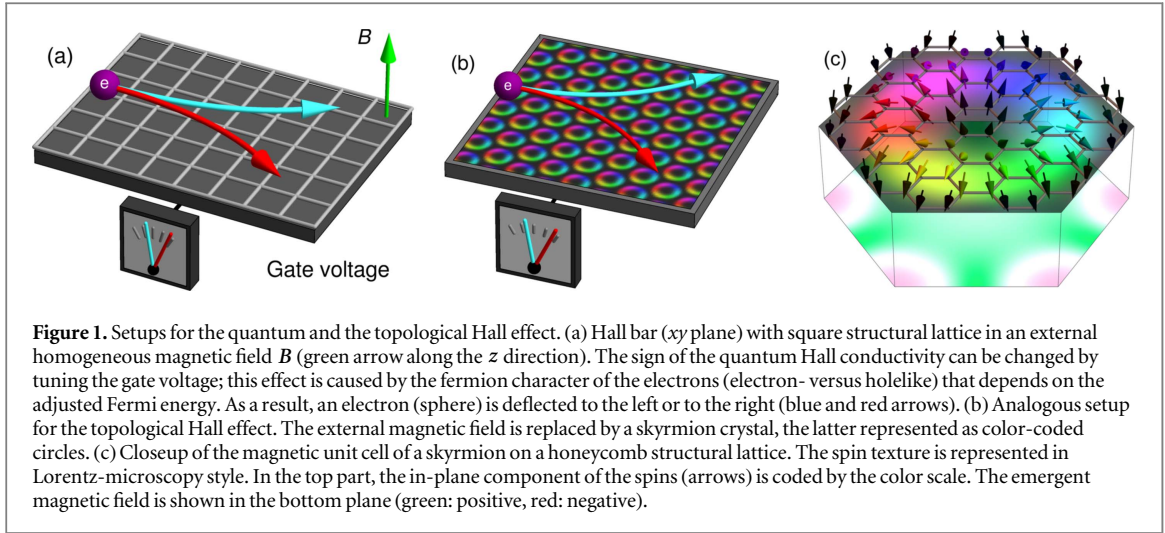 (a)
B
e
Gate voltage
(b)
e
(c)
Figure 1. Setups for the quantum and the topological Hall effect. (a) Hall bar (xy plane) with square structural lattice in an external
homogeneous magnetic field B (green arrow along the z direction). The sign of the quantum Hall conductivity can be changed by
tuning the gate voltage; this effect is caused by the fermion character of the electrons (electron- versus holelike) that depends on the
adjusted Fermi energy. As a result, an electron (sphere) is deflected to the left or to the right (blue and red arrows). (b) Analogous setup
for the topological Hall effect. The external magnetic field is replaced by a skyrmion crystal, the latter represented as color-coded
circles. (c) Closeup of the magnetic unit cell of a skyrmion on a honeycomb structural lattice. The spin texture is represented in
Lorentz-microscopy style. In the top part, the in-plane component of the spins (arrows) is coded by the color scale. The emergent
magnetic field is shown in the bottom plane (green: positive, red: negative).